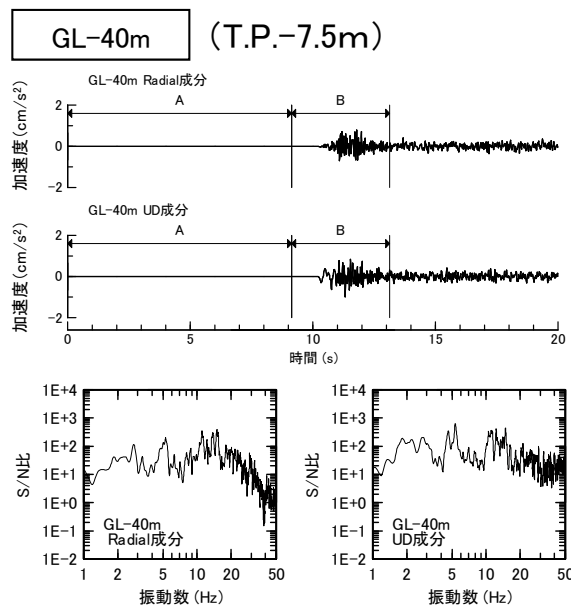 GL-40m (T.P.-7.5m)
GL-40m Radial成分
A B
加速度(cm/s²)
2
0
-2
GL-40m UD成分
A B
加速度(cm/s²)
2
0
-2
0 5 10 15 20
時間(s)
1E+4
1E+3
1E+2
1E+1
1E+0
1E-1
1E-2
S/N比
GL-40m
Radial成分
1 2 5 10 20 50
振動数(Hz)
1E+4
1E+3
1E+2
1E+1
1E+0
1E-1
1E-2
S/N比
GL-40m
UD成分
1 2 5 10 20 50
振動数(Hz)